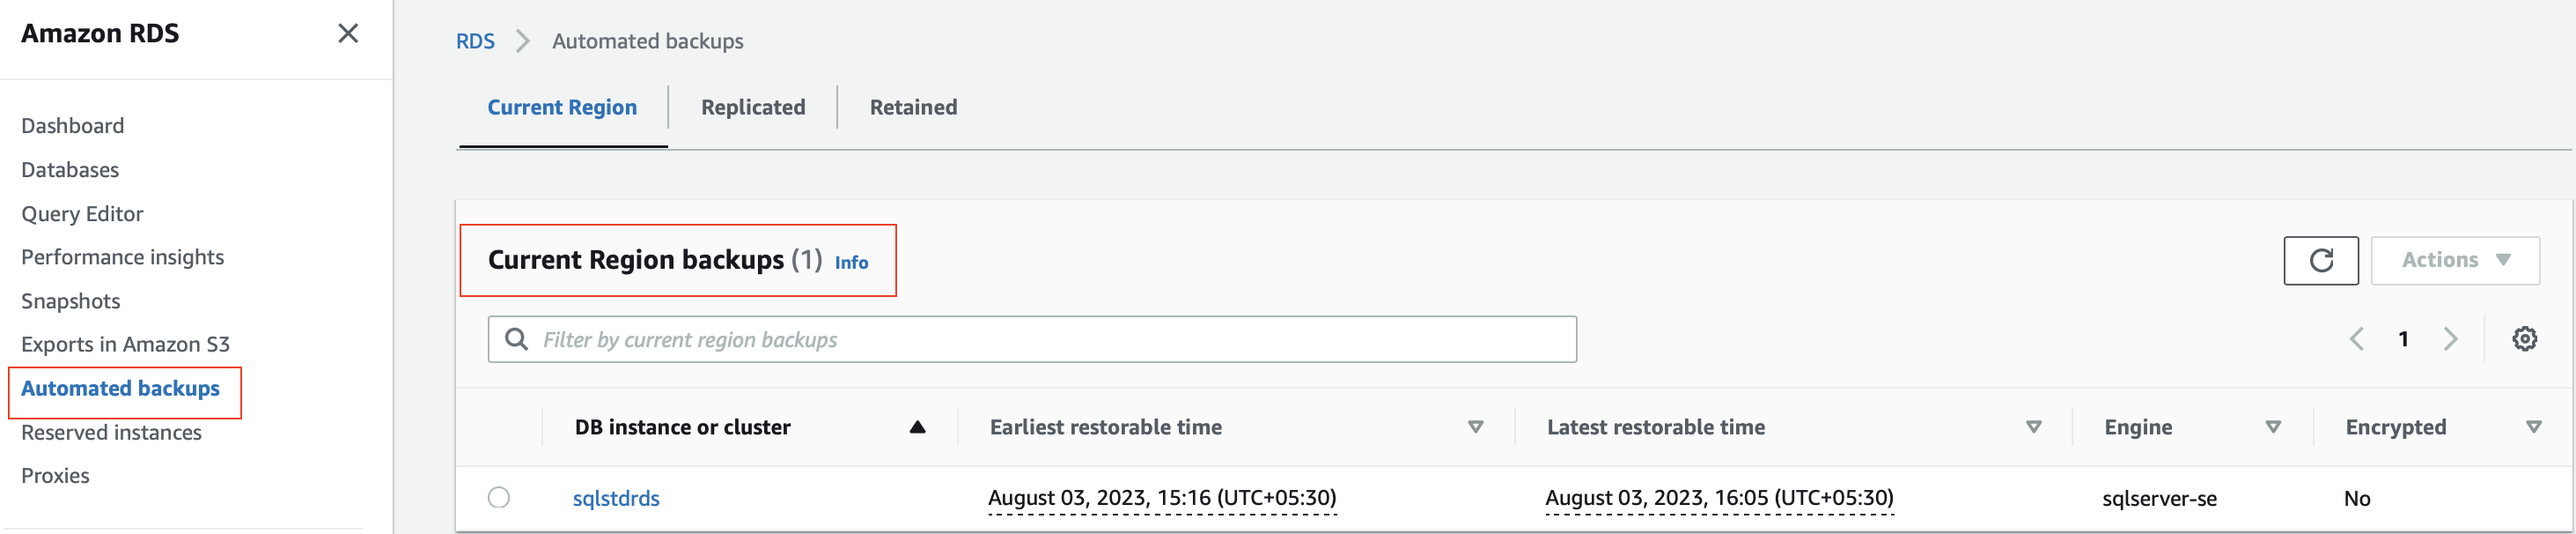 Amazon RDS
Dashboard
Databases
Query Editor
Performance insights
Snapshots
Exports in Amazon S3
Automated backups
Reserved instances
Proxies
RDS Automated backups
Current Region Replicated Retained
Current Region backups (1) Info
Actions
Filter by current region backups
1
DB instance or cluster Earliest restorable time Latest restorable time Engine Encrypted
sqlstdrds August 03, 2023, 15:16 (UTC+05:30) August 03, 2023, 16:05 (UTC+05:30) sqlserver-se No